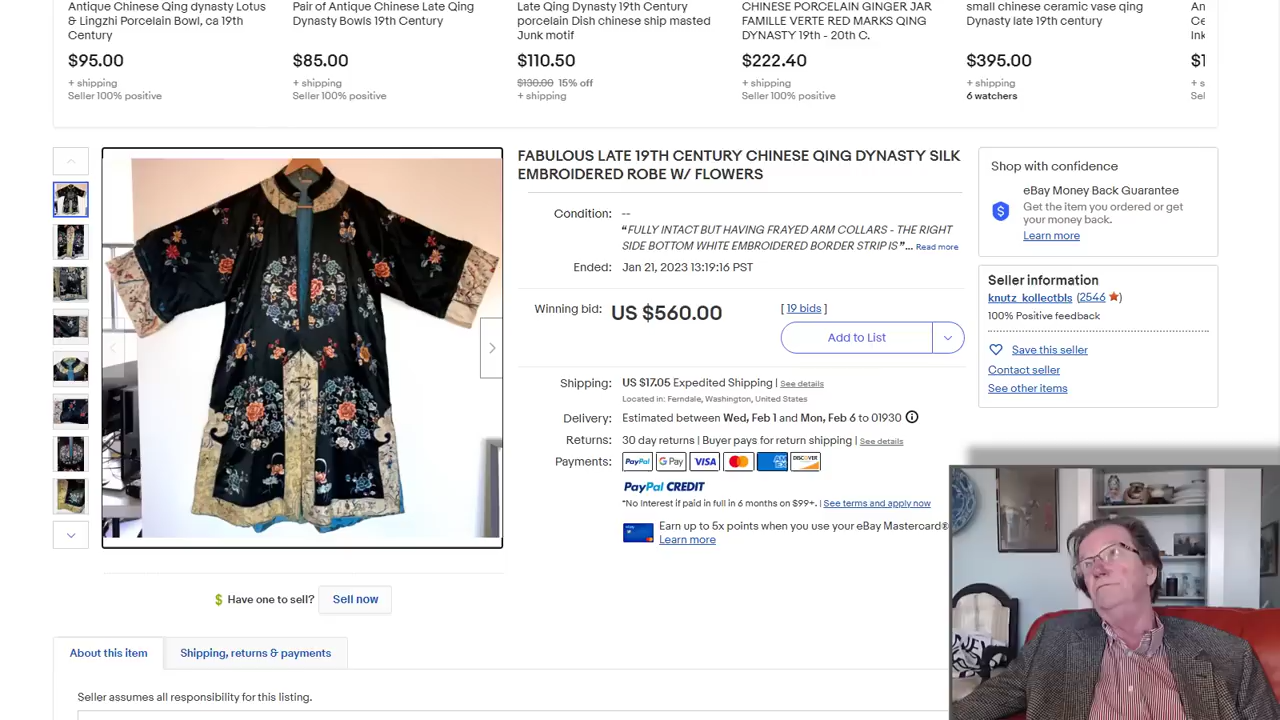 Antique Chinese Qing dynasty Lotus
& Lingzhi Porcelain Bowl, ca 19th
Century
$95.00
+ shipping
Seller 100% positive
Pair of Antique Chinese Late Qing
Dynasty Bowls 19th Century
$85.00
+ shipping
Seller 100% positive
Late Qing Dynasty 19th Century
porcelain Dish chinese ship masted
Junk motif
$110.50
$130.00 15% off
+ shipping
CHINESE PORCELAIN GINGER JAR
FAMILLE VERTE RED MARKS QING
DYNASTY 19th - 20th C.
$222.40
+ shipping
Seller 100% positive
small chinese ceramic vase qing
Dynasty late 19th century
$395.00
+ shipping
6 watchers
An
Ce
Ink
$1
+ s
Sel
FABULOUS LATE 19TH CENTURY CHINESE QING DYNASTY SILK
EMBROIDERED ROBE W/ FLOWERS
Condition: --
“FULLY INTACT BUT HAVING FRAYED ARM COLLARS - THE RIGHT
SIDE BOTTOM WHITE EMBROIDERED BORDER STRIP IS”... Read more
Ended: Jan 21, 2023 13:19:16 PST
Winning bid: US $560.00 [ 19 bids ]
Add to List
Shipping: US $17.05 Expedited Shipping | See details
Located in: Ferndale, Washington, United States
Delivery: Estimated between Wed, Feb 1 and Mon, Feb 6 to 01930
Returns: 30 day returns | Buyer pays for return shipping | See details
Payments: PayPal G Pay VISA DISCOVER
PayPal CREDIT
*No Interest if paid in full in 6 months on $99+. | See terms and apply now
Earn up to 5x points when you use your eBay Mastercard®
Learn more
Shop with confidence
eBay Money Back Guarantee
Get the item you ordered or get
your money back.
Learn more
Seller information
knutz_kollectbls (2546)
100% Positive feedback
Save this seller
Contact seller
See other items
Have one to sell? Sell now
About this item
Shipping, returns & payments
Seller assumes all responsibility for this listing.